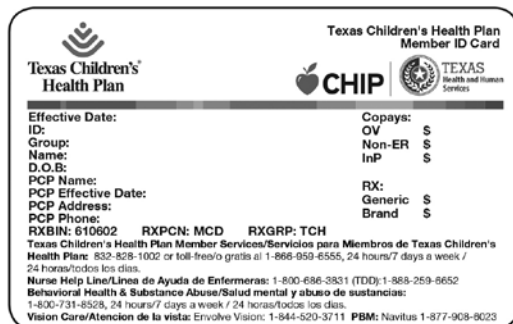 Texas Children's Health Plan
Member ID Card
Texas Children's®
Health Plan
CHIP
TEXAS
Health and Human
Services
Effective Date:
ID:
Group:
Name:
D.O.B:
PCP Name:
PCP Effective Date:
PCP Address:
PCP Phone:
Copays:
OV $
Non-ER $
InP $
RX:
Generic $
Brand $
RXBIN: 610602 RXPCN: MCD RXGRP: TCH
Texas Children's Health Plan Member Services/Servicios para Miembros de Texas Children's
Health Plan: 832-828-1002 or toll-free/o gratis al 1-866-959-6555, 24 hours/7 days a week /
24 horas/todos los dias.
Nurse Help Line/Linea de Ayuda de Enfermeras: 1-800-686-3831 (TDD):1-888-259-6652
Behavioral Health & Substance Abuse/Salud mental y abuso de sustancias:
1-800-731-8528, 24 hours/7 days a week / 24 horas/todos los dias.
Vision Care/Atencion de la vista: Envolve Vision: 1-844-520-3711 PBM: Navitus 1-877-908-6023